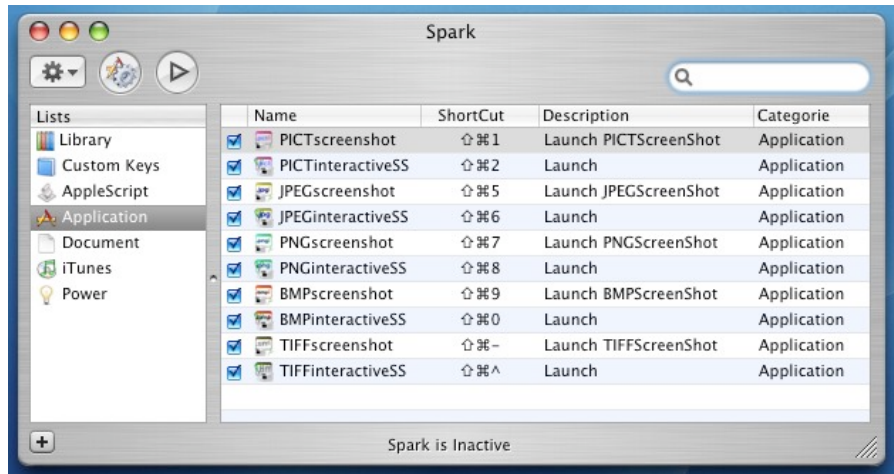 Spark
Lists
Name ShortCut Description Categorie
Library
Custom Keys
AppleScript
Application
Document
iTunes
Power
PICTscreenshot ⇧⌘1 Launch PICTScreenShot Application
PICTinteractiveSS ⇧⌘2 Launch Application
JPEGscreenshot ⇧⌘5 Launch JPEGScreenShot Application
JPEGinteractiveSS ⇧⌘6 Launch Application
PNGscreenshot ⇧⌘7 Launch PNGScreenShot Application
PNGinteractiveSS ⇧⌘8 Launch Application
BMPscreenshot ⇧⌘9 Launch BMPScreenShot Application
BMPinteractiveSS ⇧⌘0 Launch Application
TIFFscreenshot ⇧⌘- Launch TIFFScreenShot Application
TIFFinteractiveSS ⇧⌘^ Launch Application
Spark is Inactive